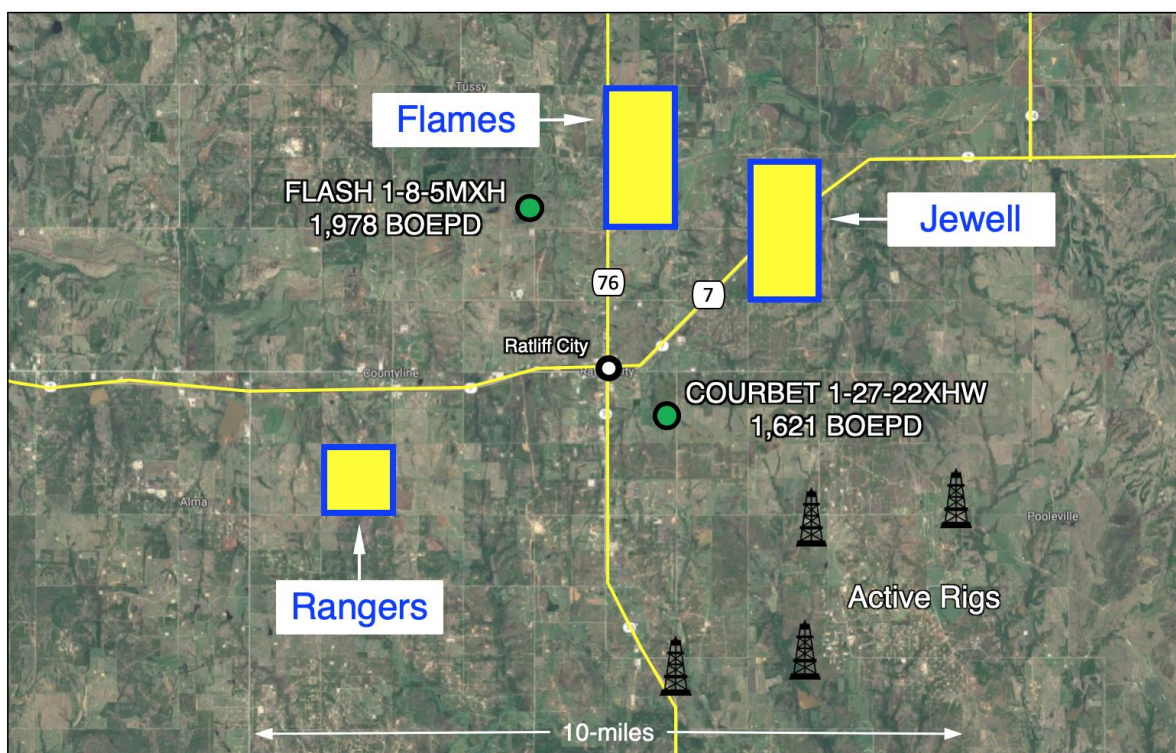 Tussy
Flames
FLASH 1-8-5MXH
1,978 BOEPD
Jewell
76
7
Ratliff City
Countyline
COURBET 1-27-22XHW
1,621 BOEPD
Alma
Pooleville
Rangers
Active Rigs
10-miles